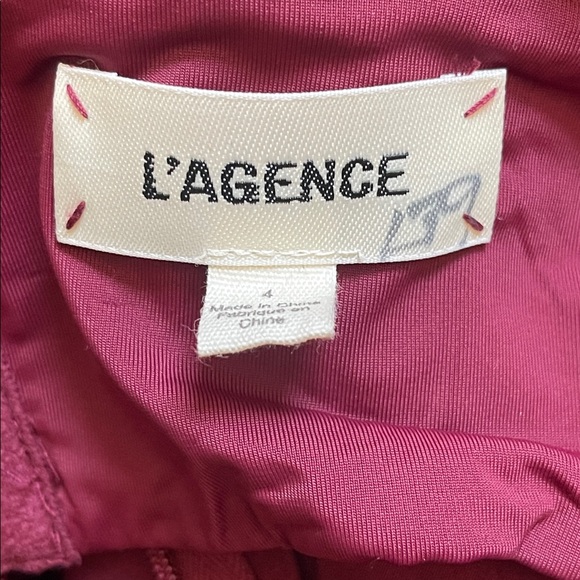 L'AGENCE
4
Made in China
Fabriqué en
Chine